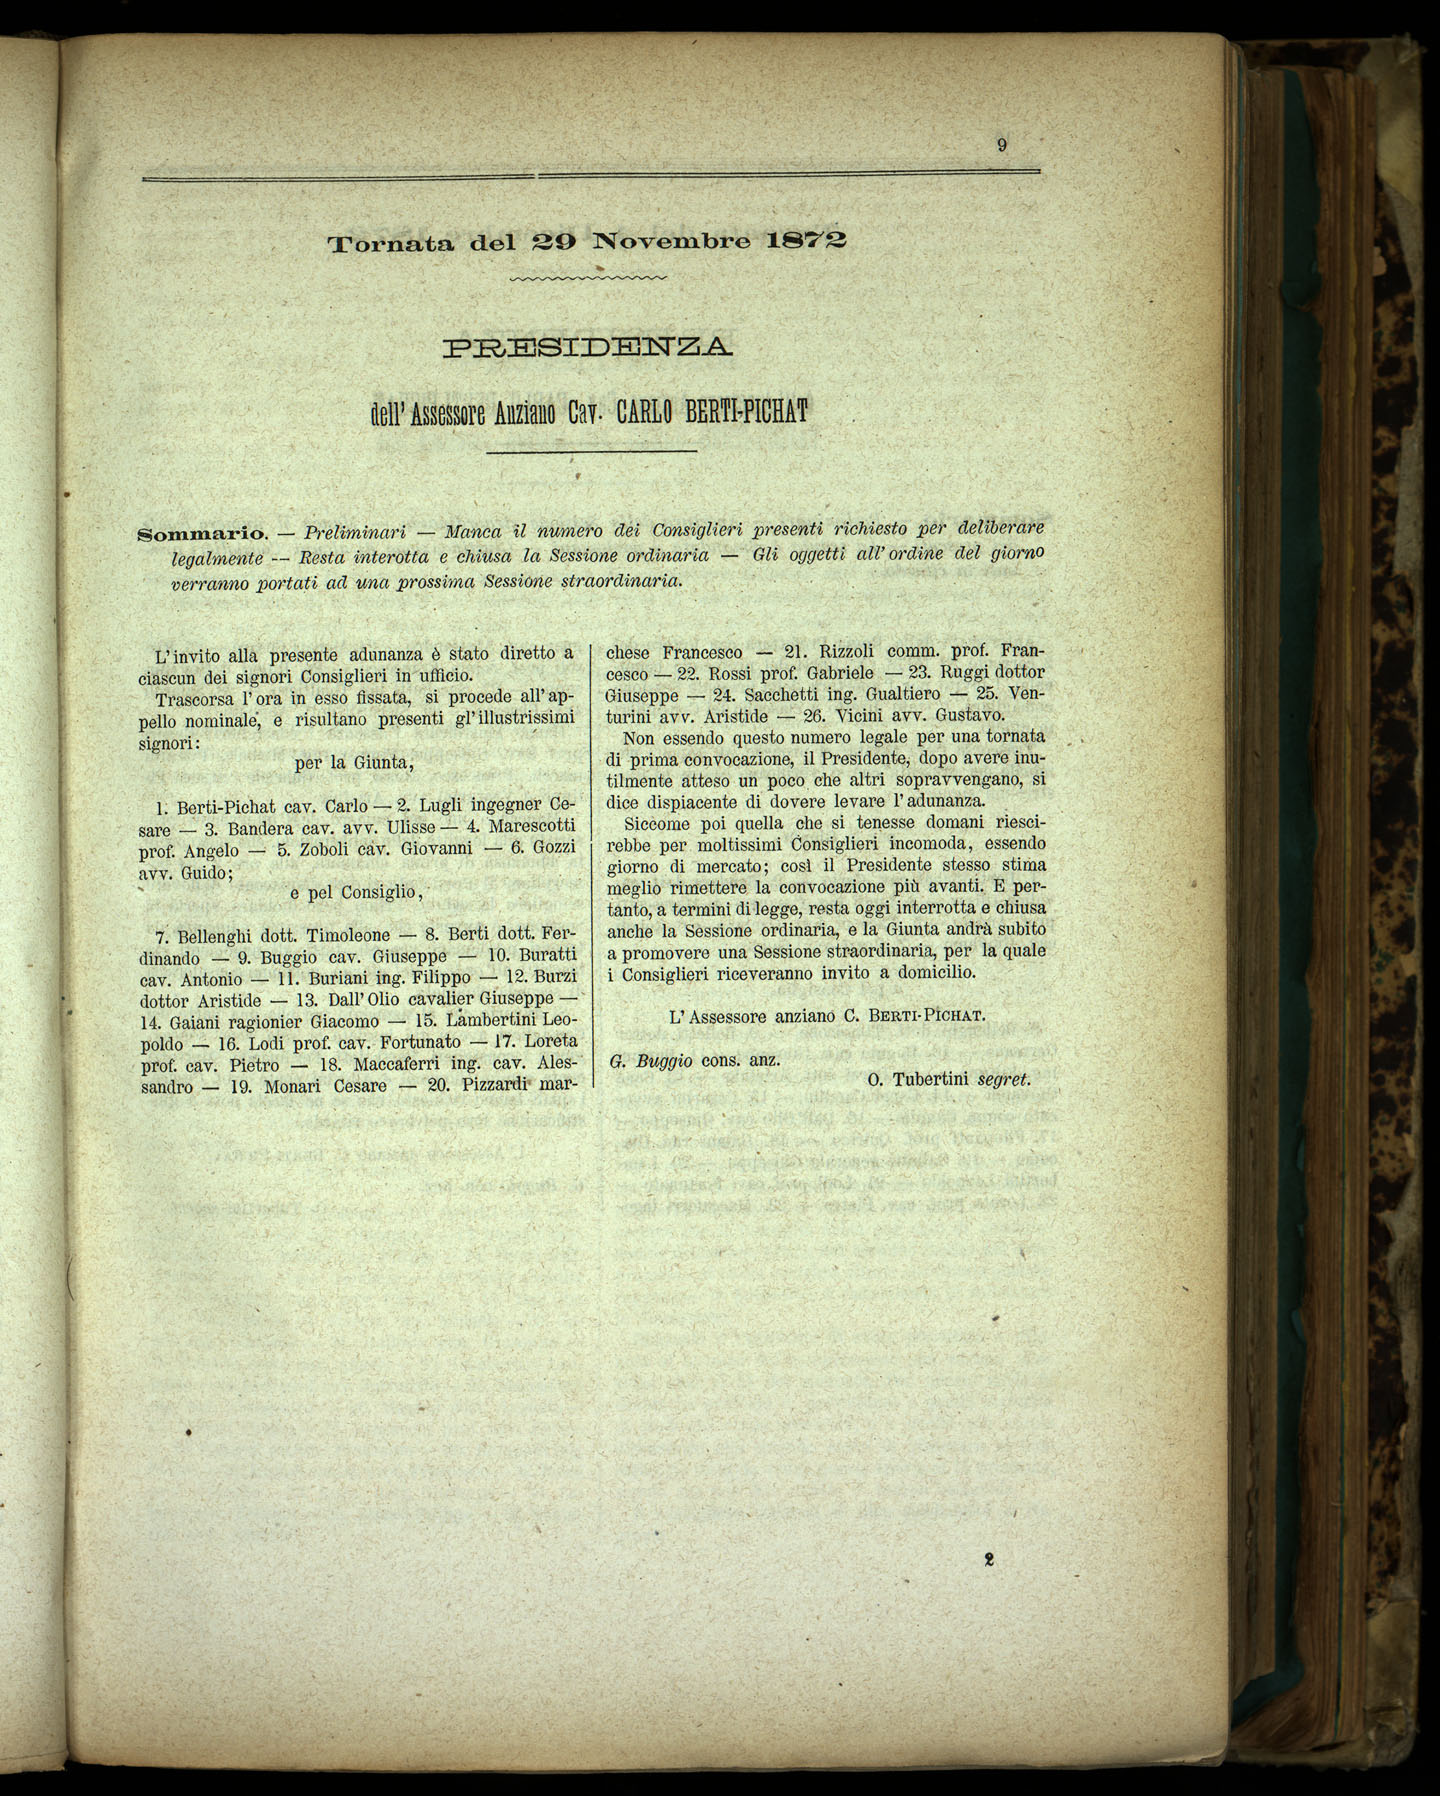 9
Tornata del 29 Novembre 1872
PRESIDENZA
dell' Assessore Anziano Cav. CARLO BERTI-PICHAT
Sommario. — Preliminari — Manca il numero dei Consiglieri presenti richiesto per deliberare
legalmente — Resta interotta e chiusa la Sessione ordinaria — Gli oggetti all' ordine del giorno
verranno portati ad una prossima Sessione straordinaria.
L' invito alla presente adunanza è stato diretto a
ciascun dei signori Consiglieri in ufficio.
Trascorsa l' ora in esso fissata, si procede all' ap-
pello nominale, e risultano presenti gl' illustrissimi
signori:
per la Giunta,
1. Berti-Pichat cav. Carlo — 2. Lugli ingegner Ce-
sare — 3. Bandera cav. avv. Ulisse — 4. Marescotti
prof. Angelo — 5. Zoboli cav. Giovanni — 6. Gozzi
avv. Guido;
e pel Consiglio,
7. Bellenghi dott. Timoleone — 8. Berti dott. Fer-
dinando — 9. Buggio cav. Giuseppe — 10. Buratti
cav. Antonio — 11. Buriani ing. Filippo — 12. Burzi
dottor Aristide — 13. Dall' Olio cavalier Giuseppe —
14. Gaiani ragionier Giacomo — 15. Lambertini Leo-
poldo — 16. Lodi prof. cav. Fortunato — 17. Loreta
prof. cav. Pietro — 18. Maccaferri ing. cav. Ales-
sandro — 19. Monari Cesare — 20. Pizzardi mar-
chese Francesco — 21. Rizzoli comm. prof. Fran-
cesco — 22. Rossi prof. Gabriele — 23. Ruggi dottor
Giuseppe — 24. Sacchetti ing. Gualtiero — 25. Ven-
turini avv. Aristide — 26. Vicini avv. Gustavo.
Non essendo questo numero legale per una tornata
di prima convocazione, il Presidente, dopo avere inu-
tilmente atteso un poco che altri sopravvengano, si
dice dispiacente di dovere levare l' adunanza.
Siccome poi quella che si tenesse domani riesci-
rebbe per moltissimi Consiglieri incomoda, essendo
giorno di mercato; così il Presidente stesso stima
meglio rimettere la convocazione più avanti. E per-
tanto, a termini di legge, resta oggi interrotta e chiusa
anche la Sessione ordinaria, e la Giunta andrà subito
a promovere una Sessione straordinaria, per la quale
i Consiglieri riceveranno invito a domicilio.
L' Assessore anziano C. BERTI-PICHAT.
G. Buggio cons. anz.
O. Tubertini segret.
2